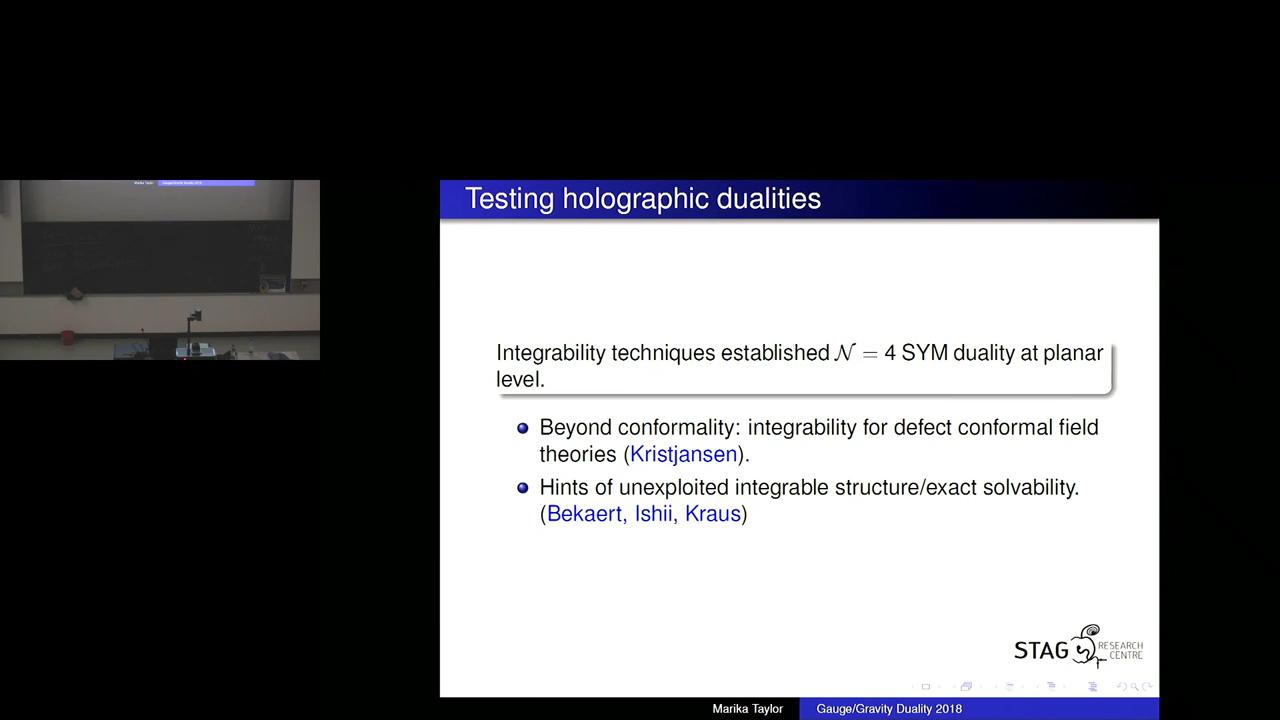 Testing holographic dualities
Integrability techniques established 𝒩 = 4 SYM duality at planar
level.
Beyond conformality: integrability for defect conformal field
theories (Kristjansen).
Hints of unexploited integrable structure/exact solvability.
(Bekaert, Ishii, Kraus)
STAG RESEARCH
CENTRE
Marika Taylor Gauge/Gravity Duality 2018